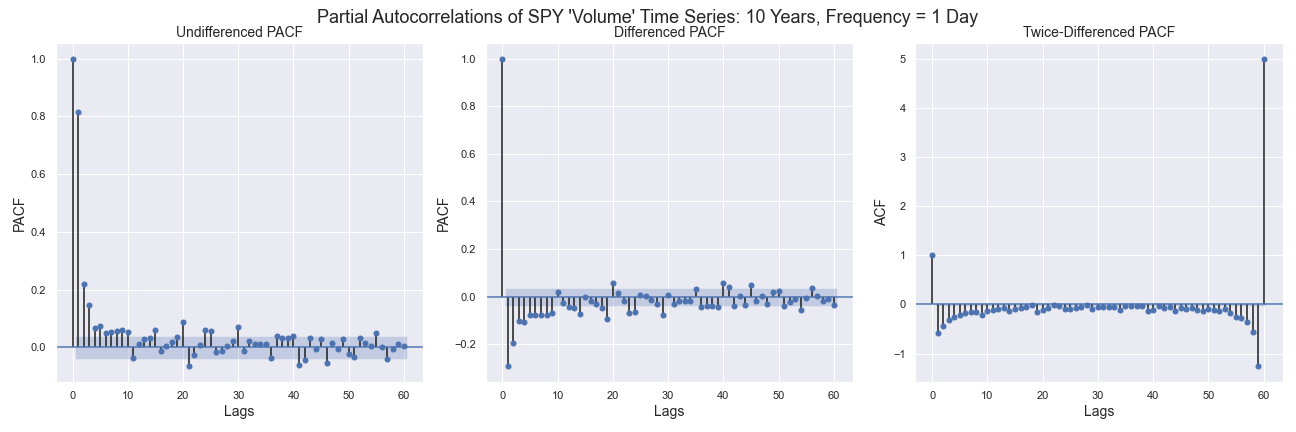 Partial Autocorrelations of SPY 'Volume' Time Series: 10 Years, Frequency = 1 Day
Undifferenced PACF
1.0
0.8
0.6
0.4
0.2
0.0
PACF
0 10 20 30 40 50 60
Lags
Differenced PACF
1.0
0.8
0.6
0.4
0.2
0.0
−0.2
PACF
0 10 20 30 40 50 60
Lags
Twice-Differenced PACF
5
4
3
2
1
0
−1
ACF
0 10 20 30 40 50 60
Lags